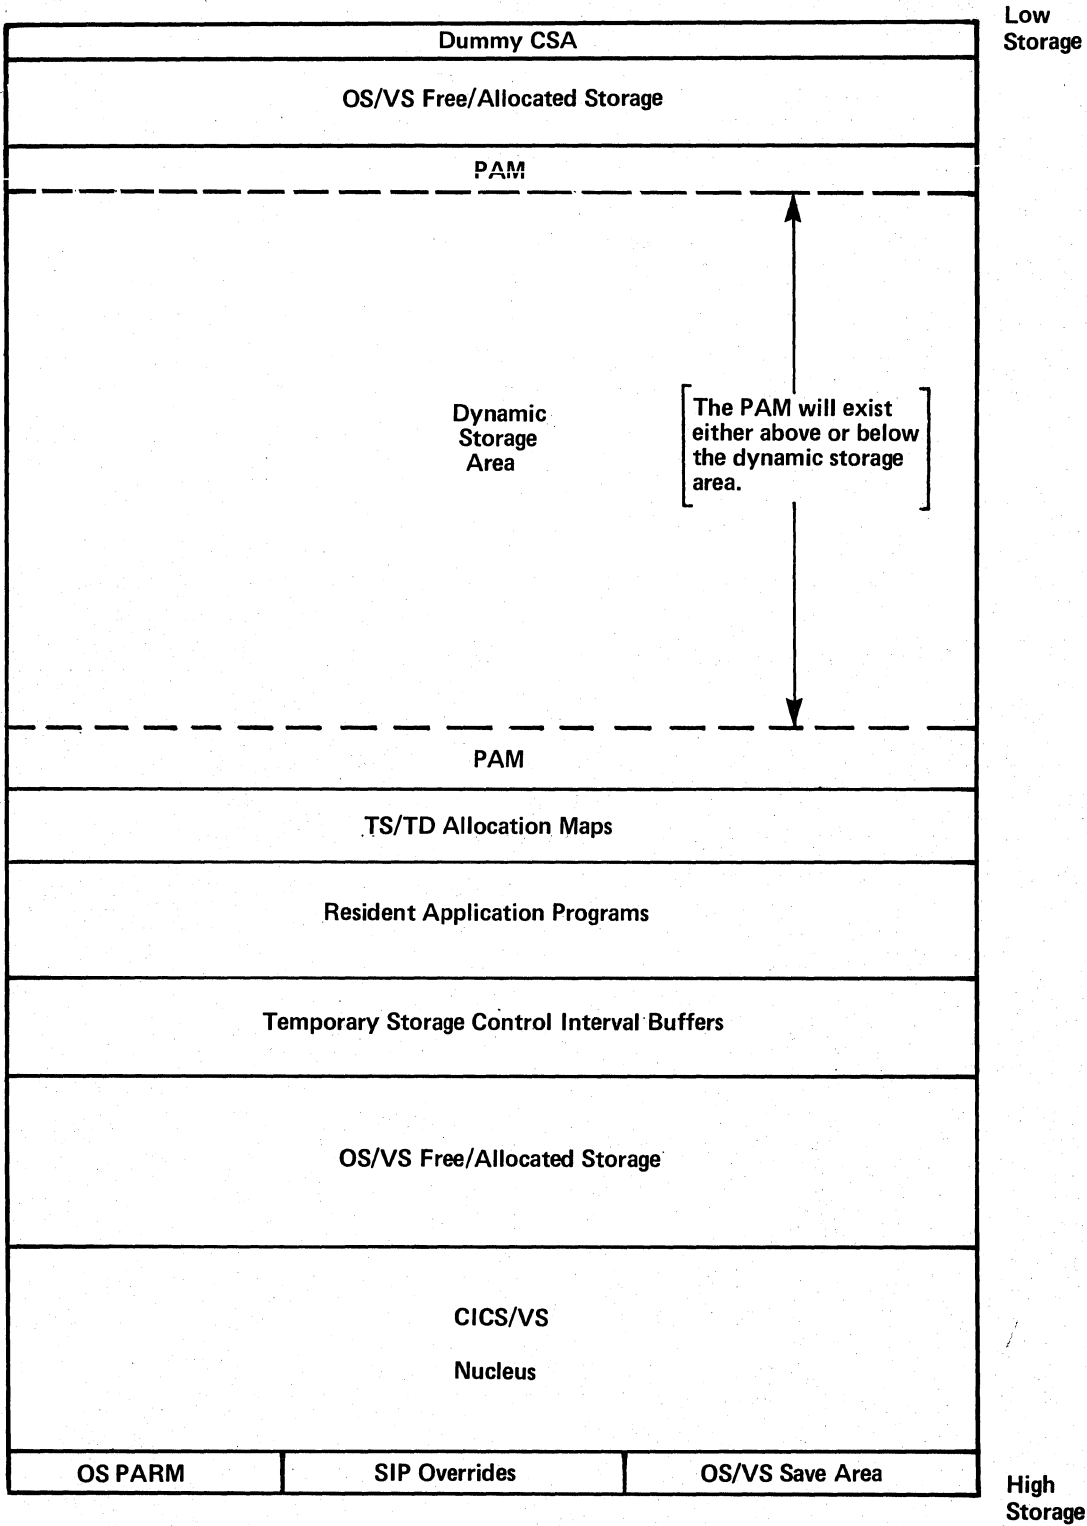 Low
Storage
Dummy CSA
OS/VS Free/Allocated Storage
PAM
Dynamic
Storage
Area
The PAM will exist
either above or below
the dynamic storage
area.
PAM
TS/TD Allocation Maps
Resident Application Programs
Temporary Storage Control Interval Buffers
OS/VS Free/Allocated Storage
CICS/VS
Nucleus
OS PARM
SIP Overrides
OS/VS Save Area
High
Storage